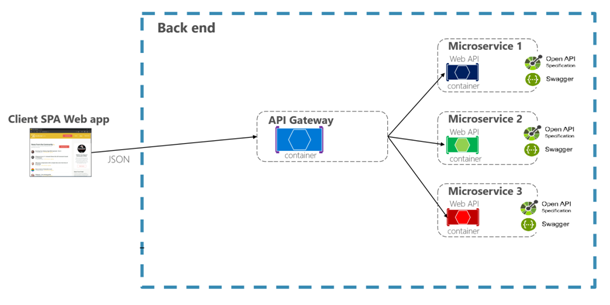 Back end
Client SPA Web app
JSON
API Gateway
container
Microservice 1
Web API
container
Open API
Specification
Swagger
Microservice 2
Web API
container
Open API
Specification
Swagger
Microservice 3
Web API
container
Open API
Specification
Swagger